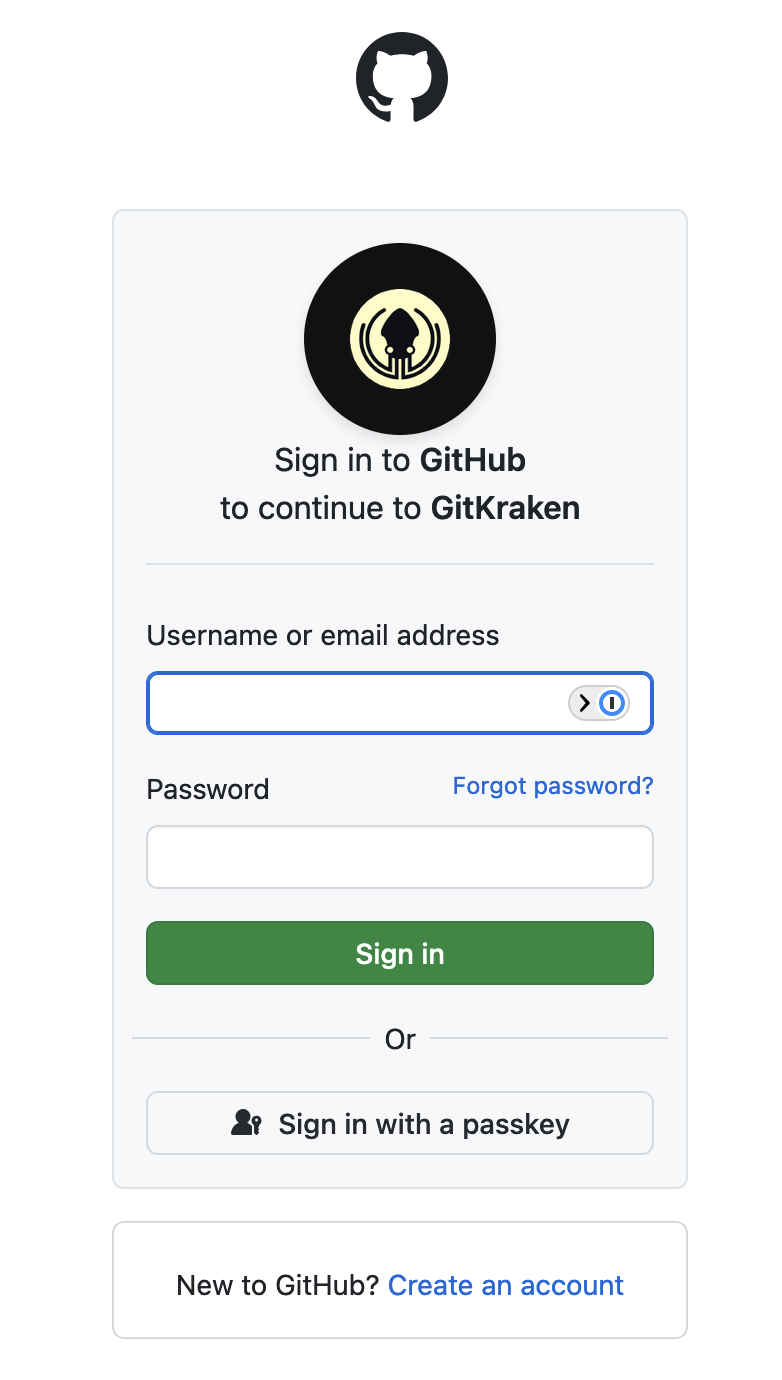 Sign in to GitHub
to continue to GitKraken
Username or email address
Password
Forgot password?
Sign in
Or
Sign in with a passkey
New to GitHub? Create an account